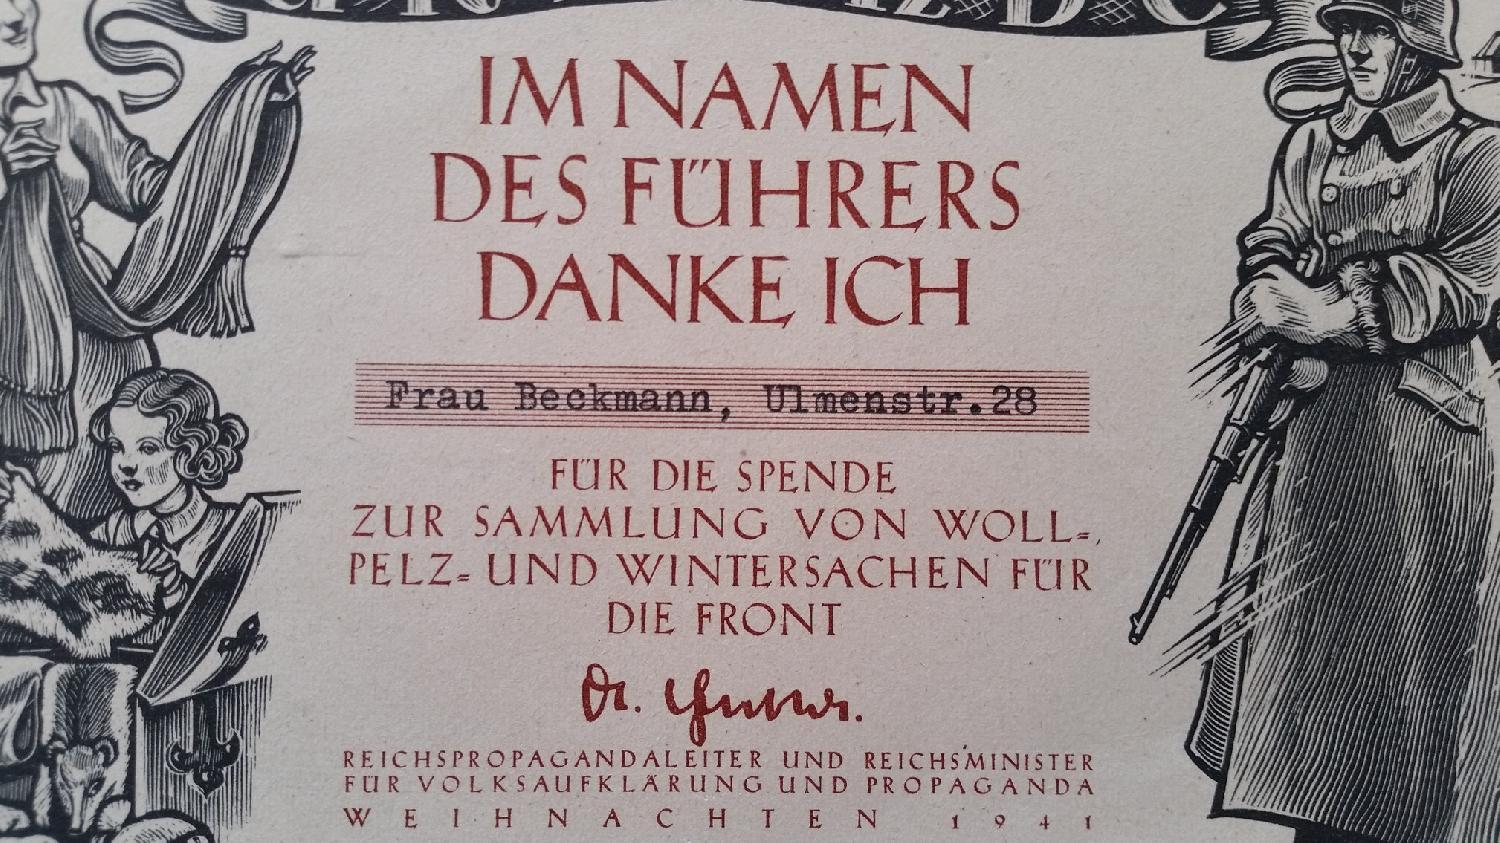 IM NAMEN
DES FÜHRERS
DANKE ICH
Frau Beckmann, Ulmenstr.28
FÜR DIE SPENDE
ZUR SAMMLUNG VON WOLL=,
PELZ= UND WINTERSACHEN FÜR
DIE FRONT
Dr.
REICHSPROPAGANDALEITER UND REICHSMINISTER
FÜR VOLKSAUFKLÄRUNG UND PROPAGANDA
WEIHNACHTEN 1941